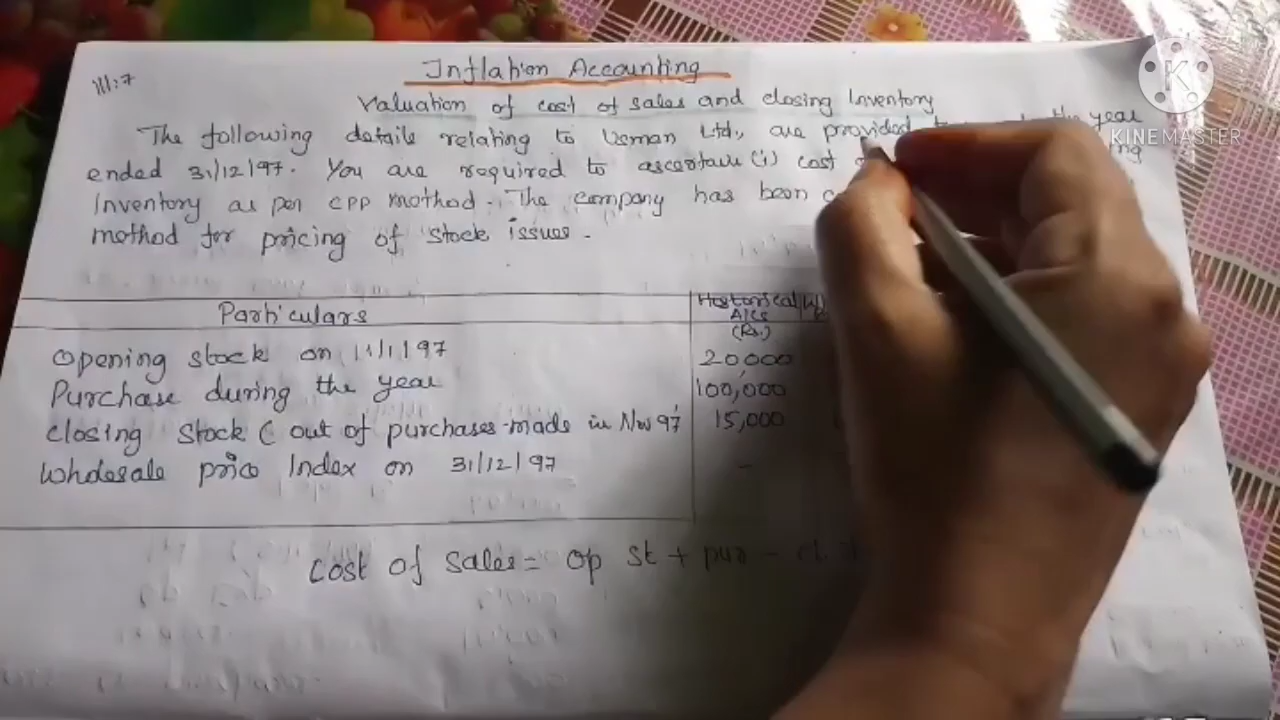 Ill:7
Inflation Accounting
Valuation of cost of sales and closing Inventory
The following details relating to Usman Ltd., are provided the year
ended 31/12/97. You are required to ascertain (i) cost
inventory as per CPP method. The company has been
method for pricing of stock issues.
Particulars
Historical
A/Cs
(Rs.)
Opening stock on 1/1/97 20,000
Purchase during the year 100,000
Closing stock ( out of purchases made in Nov 97 15,000
Wholesale price Index on 31/12/97 -
Cost of sales = op st + pur -
K
KINEMASTER